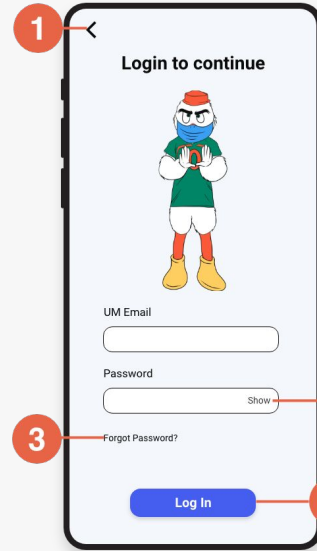 1
Login to continue
UM Email
Password
Show
3
Forgot Password?
Log In